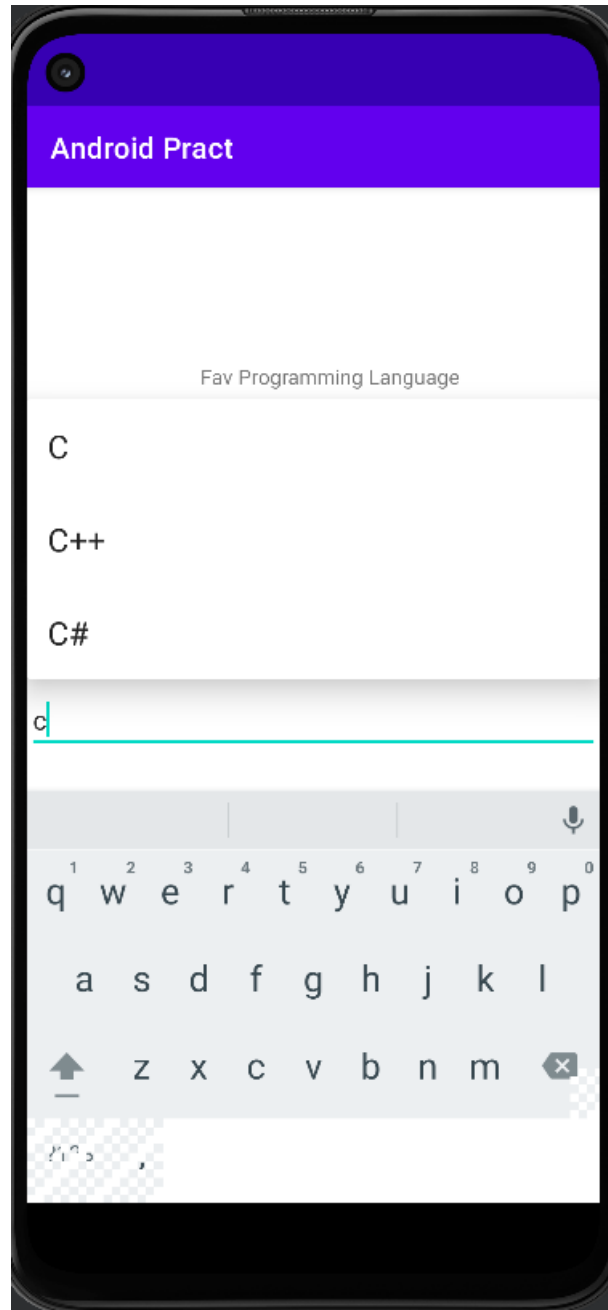 Android Pract
Fav Programming Language
C
C++
C#
c
1 2 3 4 5 6 7 8 9 0
q w e r t y u i o p
a s d f g h j k l
z x c v b n m
,